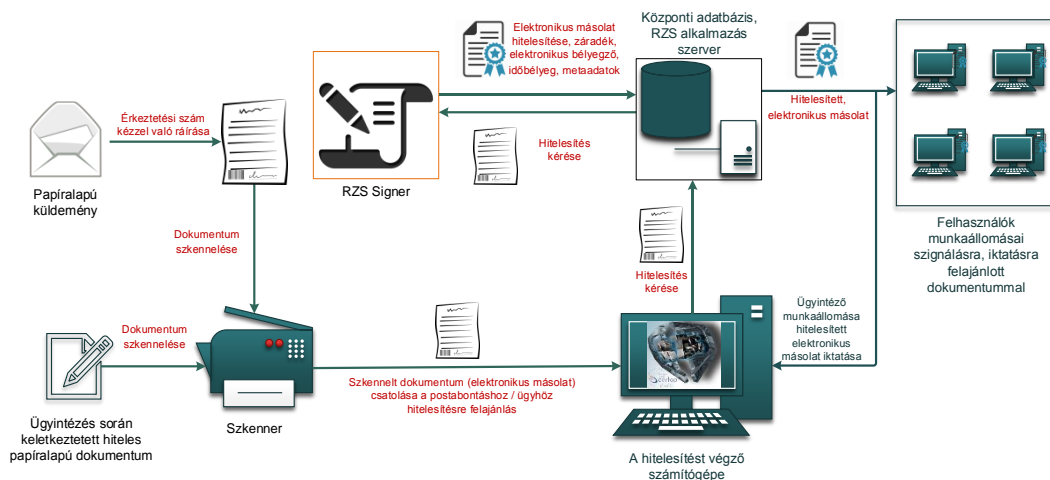 Elektronikus másolat
hitelesítése, záradék,
elektronikus bélyegző,
időbélyeg, metaadatok
Központi adatbázis,
RZS alkalmazás
szerver
Érkeztetési szám
kézzel való ráírása
Hitelesített,
elektronikus másolat
Hitelesítés
kérése
RZS Signer
Papíralapú
küldemény
Felhasználók
munkaállomásai
szignálásra, iktatásra
felajánlott
dokumentummal
Dokumentum
szkennelése
Hitelesítés
kérése
Ügyintéző
munkaállomása
hitelesített
elektronikus
másolat iktatása
Dokumentum
szkennelése
Szkennelt dokumentum (elektronikus másolat)
csatolása a postabontáshoz / ügyhöz
hitelesítésre felajánlás
Ügyintézés során
keletkeztetett hiteles
papíralapú dokumentum
Szkenner
A hitelesítést végző
számítógépe